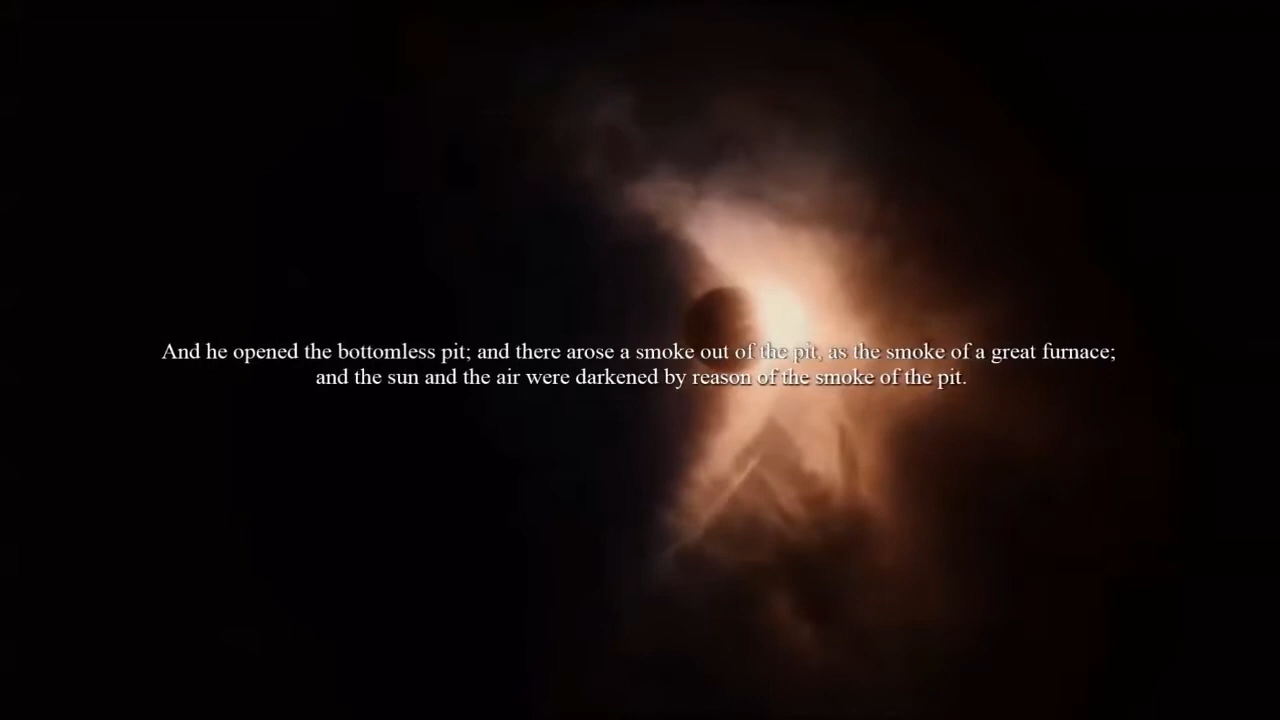 And he opened the bottomless pit; and there arose a smoke out of the pit, as the smoke of a great furnace;
and the sun and the air were darkened by reason of the smoke of the pit.